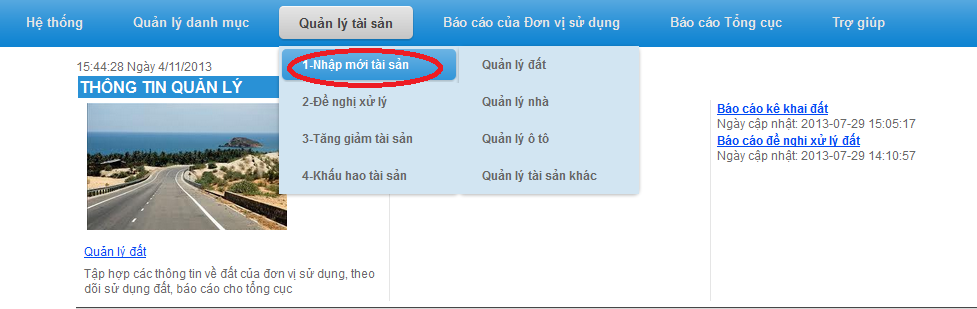 Hệ thống
Quản lý danh mục
Quản lý tài sản
Báo cáo của Đơn vị sử dụng
Báo cáo Tổng cục
Trợ giúp
15:44:28 Ngày 4/11/2013
THÔNG TIN QUẢN LÝ
1-Nhập mới tài sản
2-Đề nghị xử lý
3-Tăng giảm tài sản
4-Khấu hao tài sản
Quản lý đất
Quản lý nhà
Quản lý ô tô
Quản lý tài sản khác
Báo cáo kê khai đất
Ngày cập nhật: 2013-07-29 15:05:17
Báo cáo đề nghị xử lý đất
Ngày cập nhật: 2013-07-29 14:10:57
Quản lý đất
Tập hợp các thông tin về đất của đơn vị sử dụng, theo
dõi sử dụng đất, báo cáo cho tổng cục